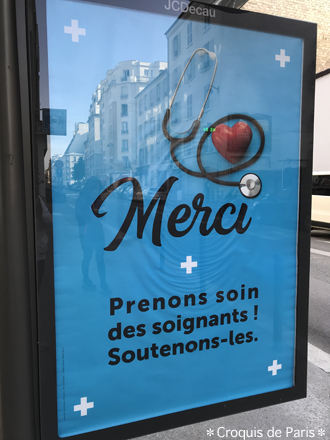 JCDecaux
Merci
Prenons soin
des soignants !
Soutenons-les.
*Croquis de Paris*